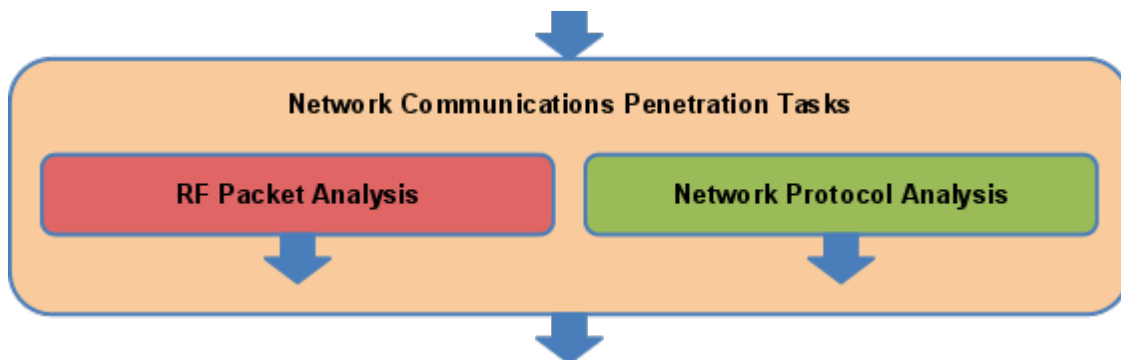 Network Communications Penetration Tasks
RF Packet Analysis
Network Protocol Analysis